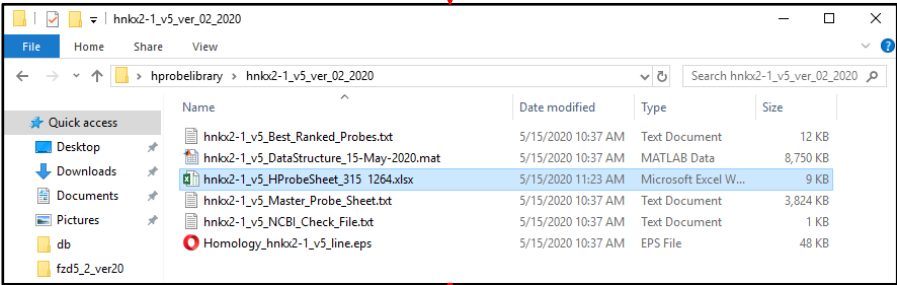 hnkx2-1_v5_ver_02_2020
File Home Share View
hprobelibrary > hnkx2-1_v5_ver_02_2020 Search hnkx2-1_v5_ver_02_2020
Name Date modified Type Size
Quick access
Desktop
Downloads
Documents
Pictures
db
fzd5_2_ver20
hnkx2-1_v5_Best_Ranked_Probes.txt 5/15/2020 10:37 AM Text Document 12 KB
hnkx2-1_v5_DataStructure_15-May-2020.mat 5/15/2020 10:37 AM MATLAB Data 8,750 KB
hnkx2-1_v5_HProbeSheet_315 1264.xlsx 5/15/2020 11:23 AM Microsoft Excel W... 9 KB
hnkx2-1_v5_Master_Probe_Sheet.txt 5/15/2020 10:37 AM Text Document 3,824 KB
hnkx2-1_v5_NCBI_Check_File.txt 5/15/2020 10:37 AM Text Document 1 KB
Homology_hnkx2-1_v5_line.eps 5/15/2020 10:37 AM EPS File 48 KB